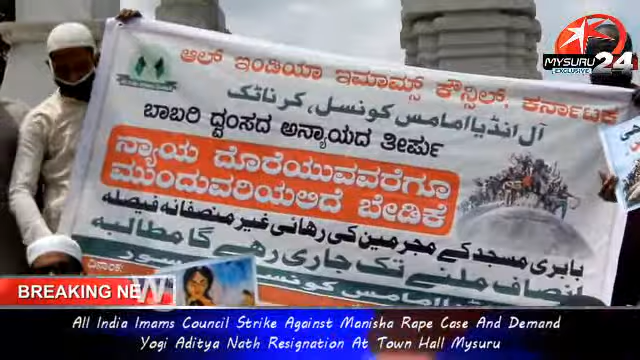 MYSURU 24
EXCLUSIVE
ಆಲ್ ಇಂಡಿಯಾ ಇಮಾಮ್ಸ್ ಕೌನ್ಸಿಲ್, ಕರ್ನಾಟಕ
آل انڈیا امامس کونسل، کرناٹک
ಬಾಬರಿ ಧ್ವಂಸದ ಅನ್ಯಾಯದ ತೀರ್ಪು
ನ್ಯಾಯ ದೊರೆಯುವವರೆಗೂ
ಮುಂದುವರಿಯಲಿದೆ ಬೇಡಿಕೆ
بابری مسجد کے مجرمین کی رھائی غیر منصفانہ فیصلہ
انصاف ملنے تک جاری رہے گا مطالبہ
ದಿನಾಂಕ:
BREAKING NE
All India Imams Council Strike Against Manisha Rape Case And Demand
Yogi Aditya Nath Resignation At Town Hall Mysuru